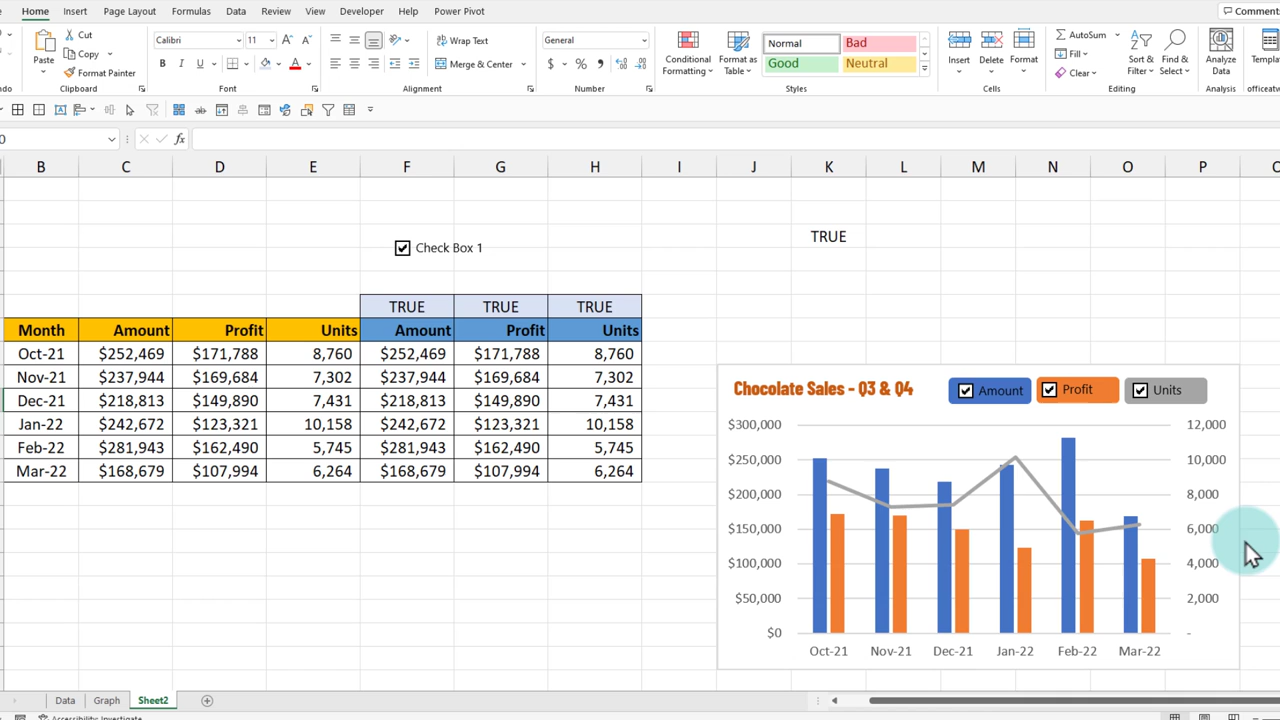 Home Insert Page Layout Formulas Data Review View Developer Help Power Pivot Comments
Paste Cut Copy Format Painter Clipboard
Calibri 11 B I U A Font
Wrap Text Merge & Center Alignment
General $ % Number
Conditional Formatting Format as Table Normal Bad Good Neutral Styles
Insert Delete Format Cells
AutoSum Fill Clear Sort & Filter Find & Select Editing
Analyze Data Analysis
fx
B C D E F G H I J K L M N O P
TRUE
Check Box 1
TRUE TRUE TRUE
Month Amount Profit Units Amount Profit Units
Oct-21 $252,469 $171,788 8,760 $252,469 $171,788 8,760
Nov-21 $237,944 $169,684 7,302 $237,944 $169,684 7,302
Dec-21 $218,813 $149,890 7,431 $218,813 $149,890 7,431
Jan-22 $242,672 $123,321 10,158 $242,672 $123,321 10,158
Feb-22 $281,943 $162,490 5,745 $281,943 $162,490 5,745
Mar-22 $168,679 $107,994 6,264 $168,679 $107,994 6,264
Chocolate Sales - Q3 & Q4 Amount Profit Units
$300,000 12,000
$250,000 10,000
$200,000 8,000
$150,000 6,000
$100,000 4,000
$50,000 2,000
$0 -
Oct-21 Nov-21 Dec-21 Jan-22 Feb-22 Mar-22
Data Graph Sheet2
Accessibility: Investigate